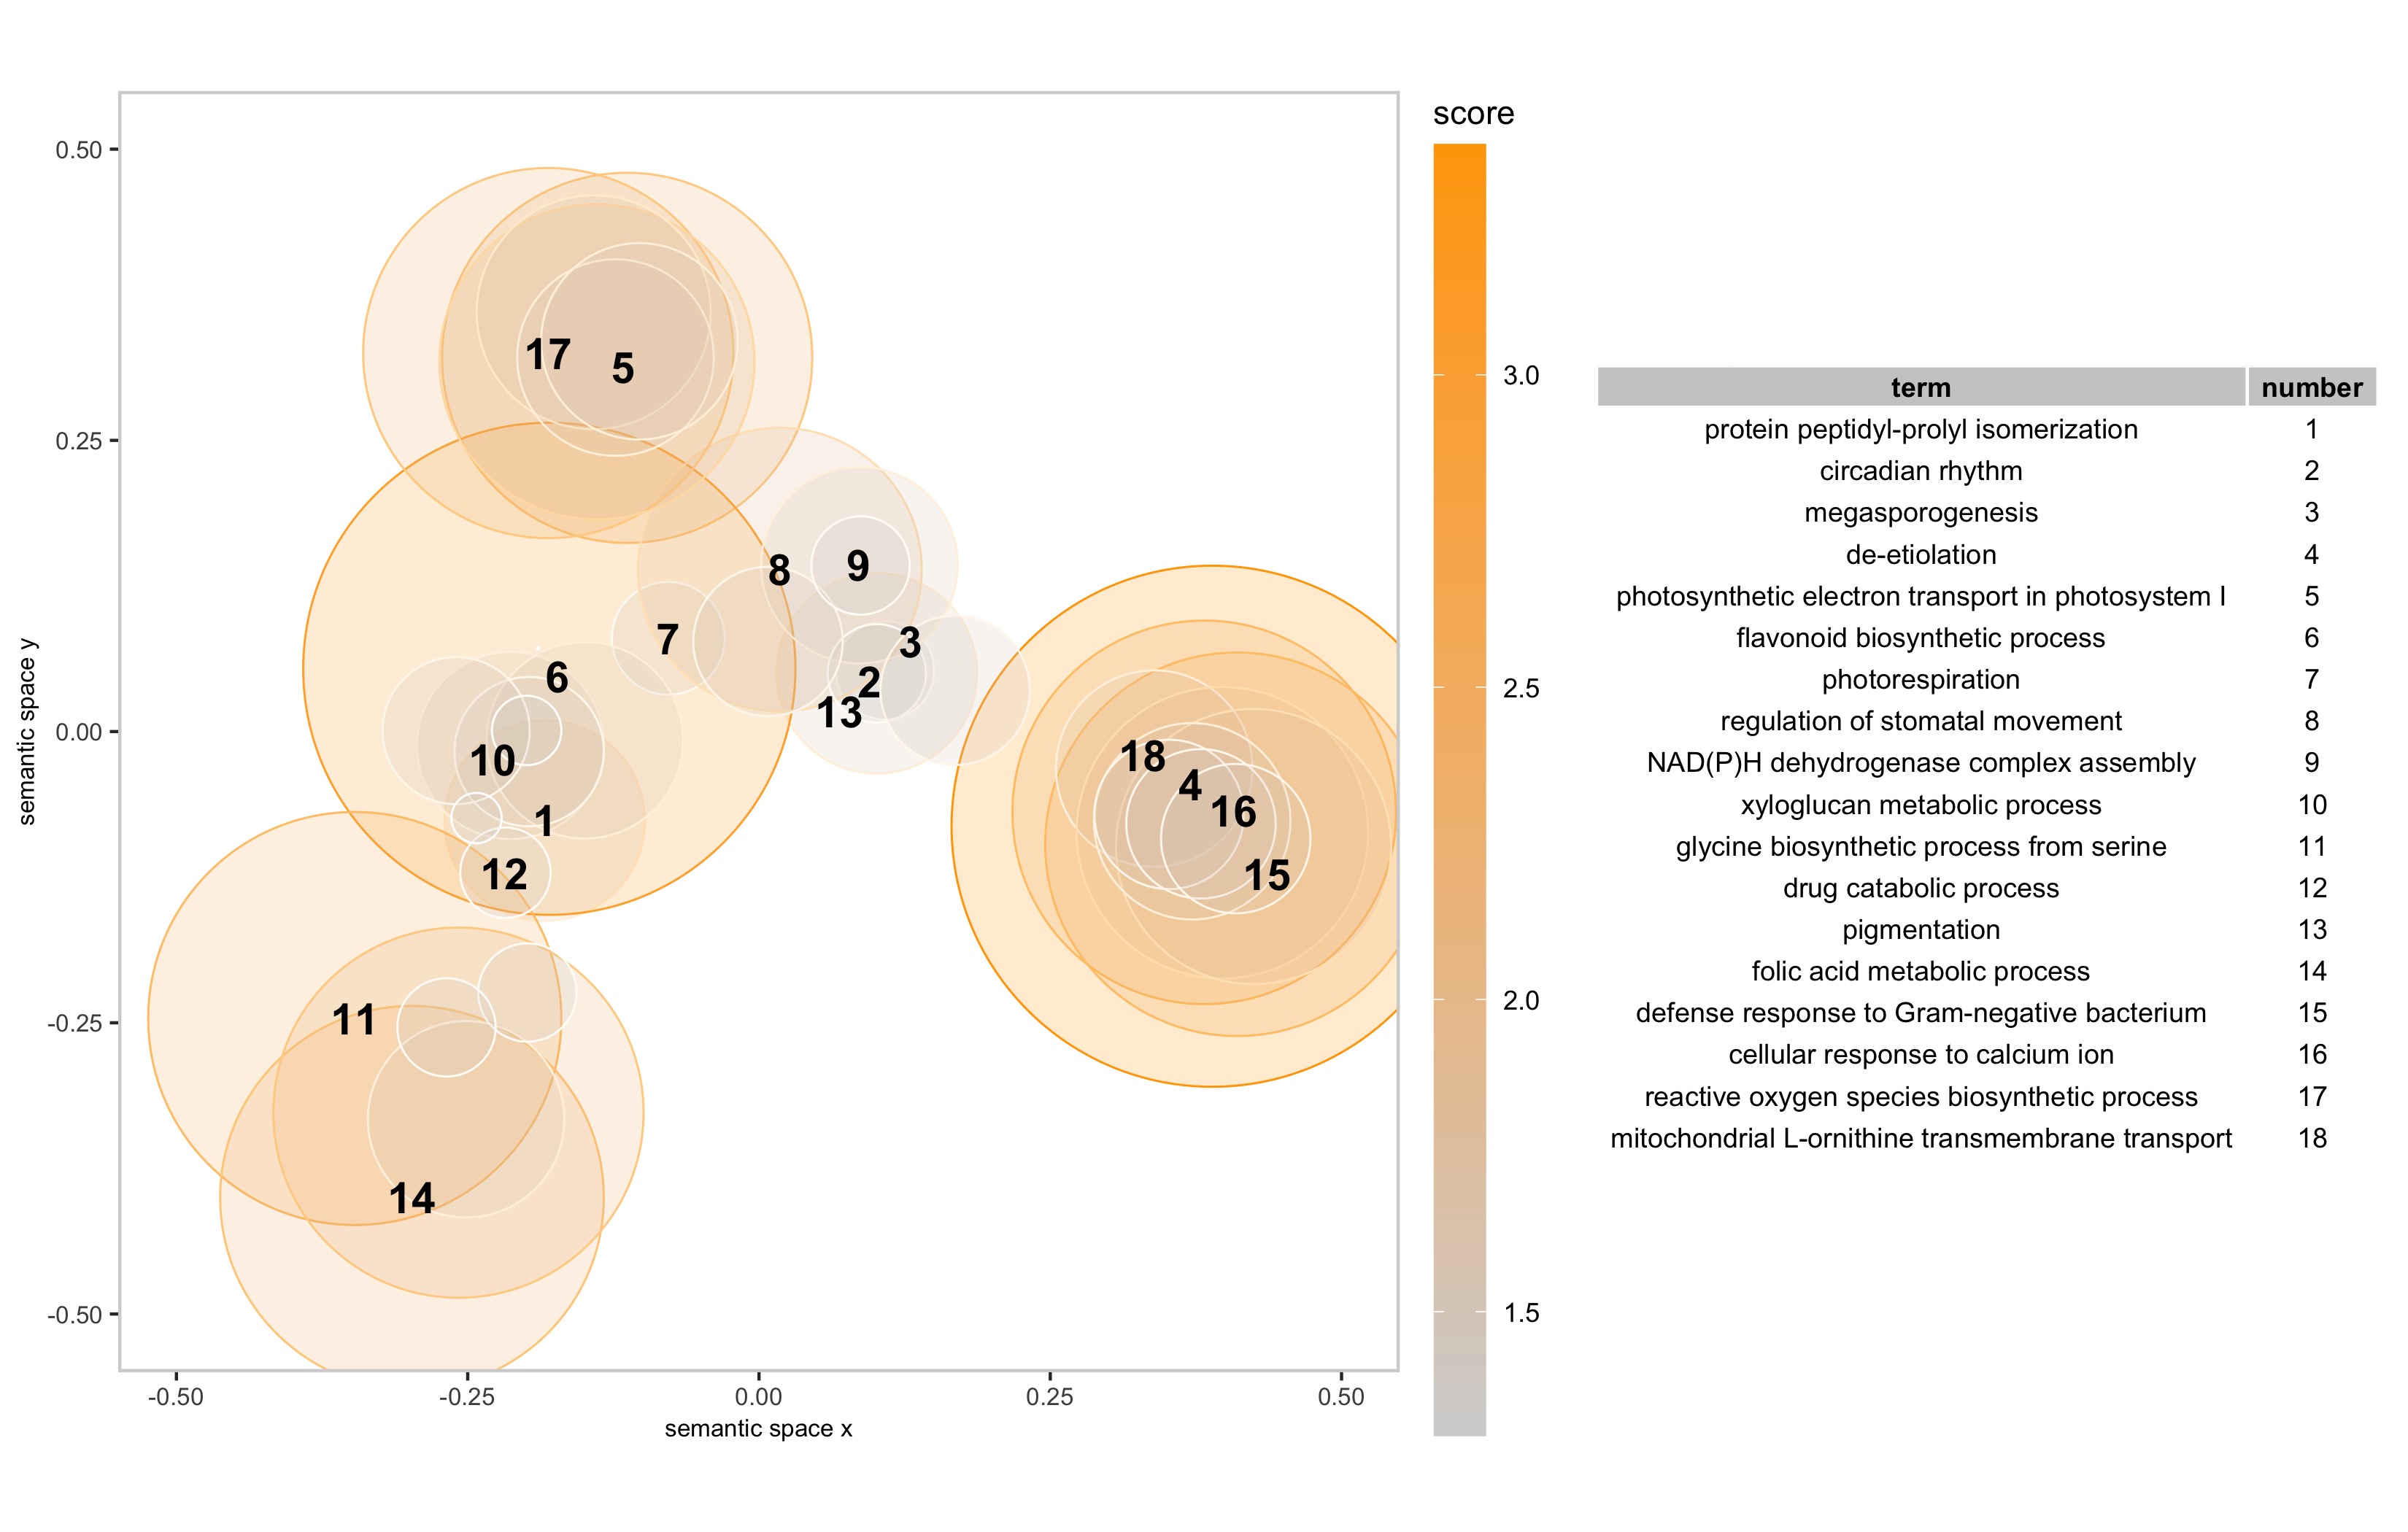 score
0.50
0.25
0.00
-0.25
-0.50
semantic space y
-0.50 -0.25 0.00 0.25 0.50
semantic space x
17 5
8 9
7 3
6 2
13
10 18
4
16
1
12 15
11
14
3.0
2.5
2.0
1.5
term number
protein peptidyl-prolyl isomerization 1
circadian rhythm 2
megasporogenesis 3
de-etiolation 4
photosynthetic electron transport in photosystem I 5
flavonoid biosynthetic process 6
photorespiration 7
regulation of stomatal movement 8
NAD(P)H dehydrogenase complex assembly 9
xyloglucan metabolic process 10
glycine biosynthetic process from serine 11
drug catabolic process 12
pigmentation 13
folic acid metabolic process 14
defense response to Gram-negative bacterium 15
cellular response to calcium ion 16
reactive oxygen species biosynthetic process 17
mitochondrial L-ornithine transmembrane transport 18